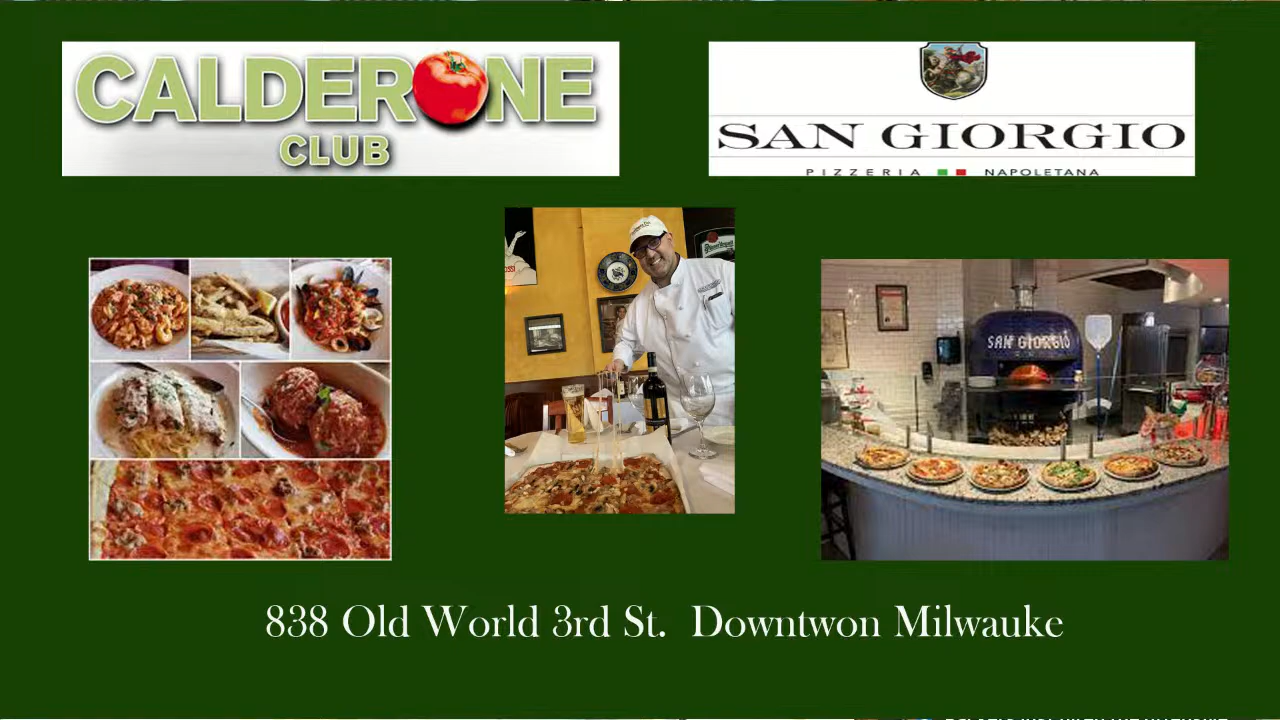 CALDERONE
CLUB
SAN GIORGIO
PIZZERIA NAPOLETANA
SAN GIORGIO
838 Old World 3rd St. Downtwon Milwauke